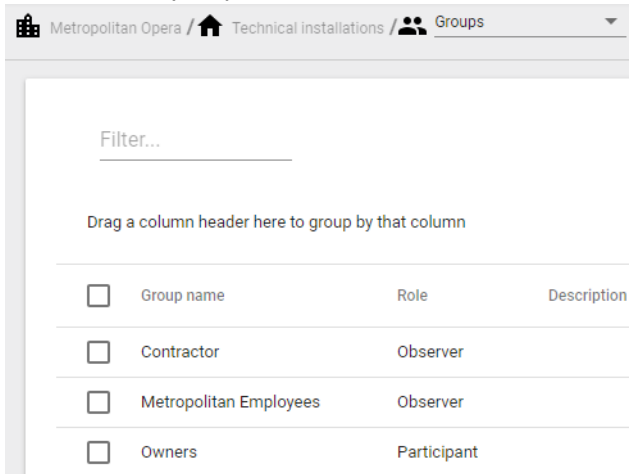 Metropolitan Opera / Technical installations / Groups
Filter...
Drag a column header here to group by that column
Group name Role Description
Contractor Observer
Metropolitan Employees Observer
Owners Participant